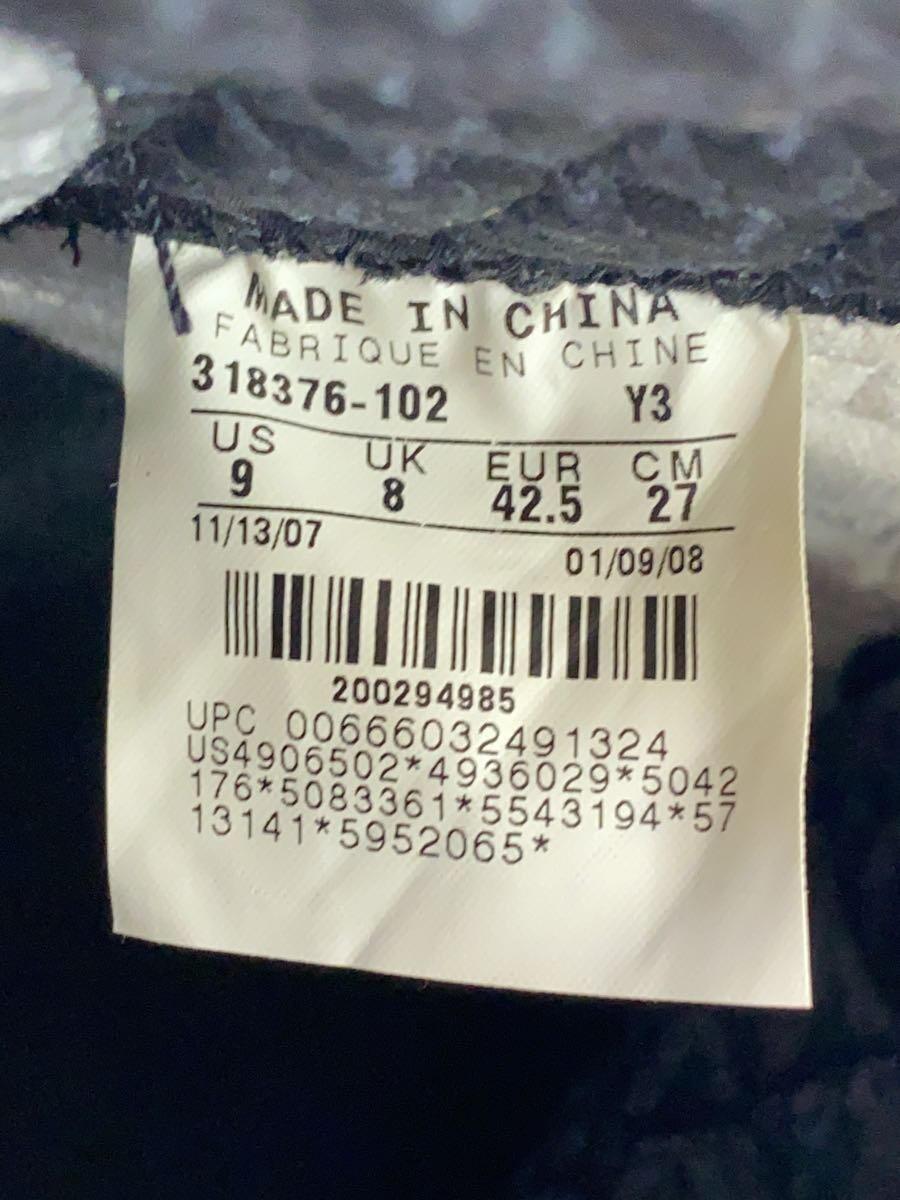 MADE IN CHINA
FABRIQUE EN CHINE
318376-102 Y3
US UK EUR CM
9 8 42.5 27
11/13/07 01/09/08
200294985
UPC 00666032491324
US4906502*4936029*5042
176*5083361*5543194*57
13141*5952065*